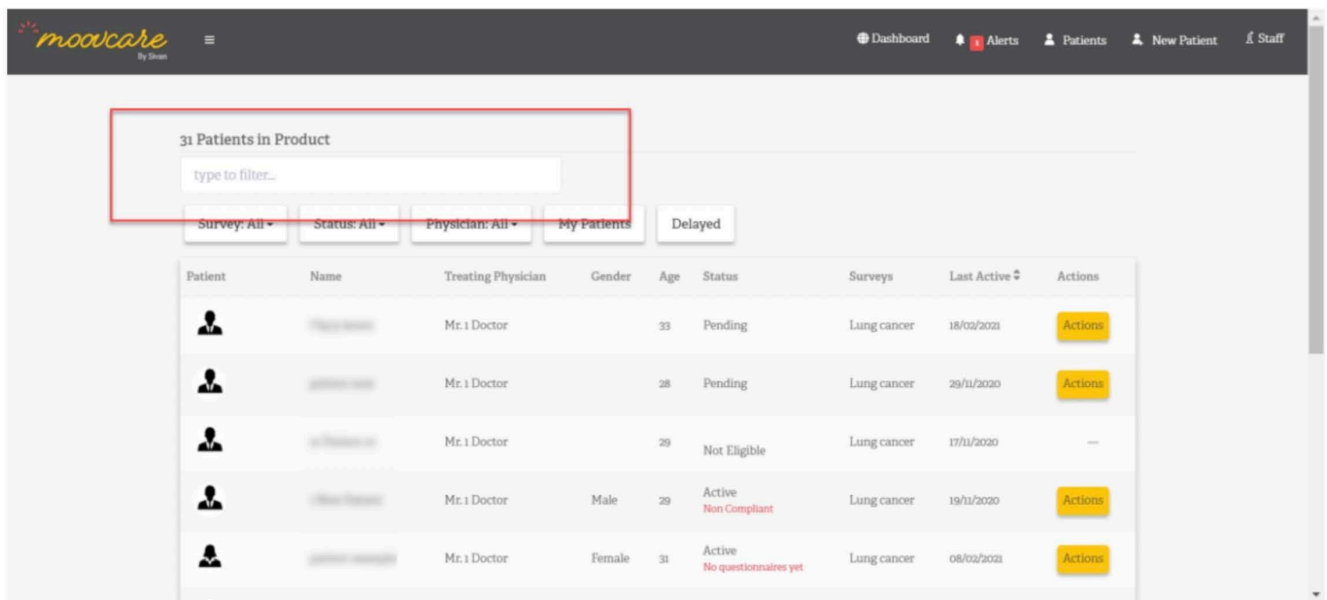 moovcare
By Sivan
Dashboard 1 Alerts Patients New Patient Staff
31 Patients in Product
type to filter...
Survey: All Status: All Physician: All My Patients Delayed
Patient Name Treating Physician Gender Age Status Surveys Last Active Actions
Mr. 1 Doctor 33 Pending Lung cancer 18/02/2021 Actions
Mr. 1 Doctor 28 Pending Lung cancer 29/11/2020 Actions
Mr. 1 Doctor 29 Not Eligible Lung cancer 17/11/2020 —
Mr. 1 Doctor Male 29 Active Lung cancer 19/11/2020 Actions
Non Compliant
Mr. 1 Doctor Female 31 Active Lung cancer 08/02/2021 Actions
No questionnaires yet